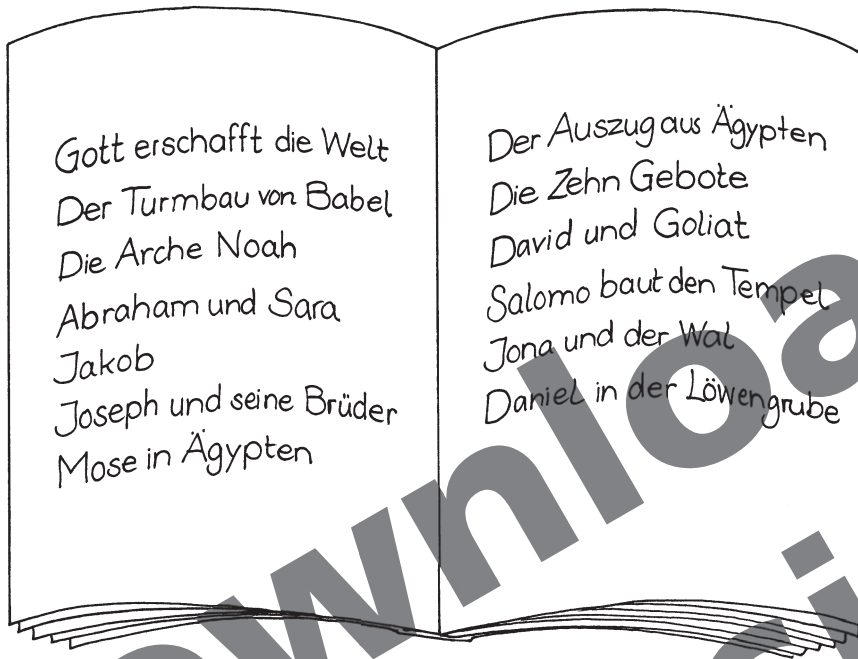 Gott erschafft die Welt
Der Turmbau von Babel
Die Arche Noah
Abraham und Sara
Jakob
Joseph und seine Brüder
Mose in Ägypten
Der Auszug aus Ägypten
Die Zehn Gebote
David und Goliat
Salomo baut den Tempel
Jona und der Wal
Daniel in der Löwengrube